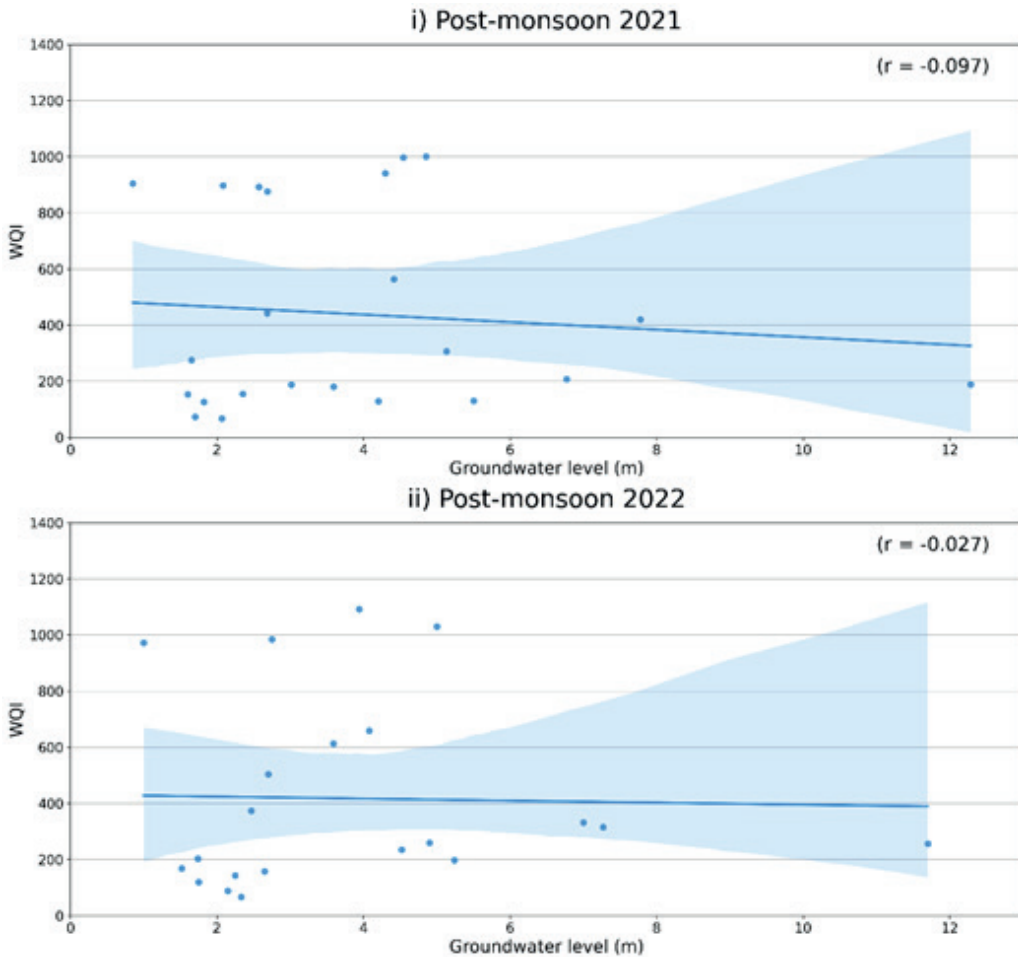 i) Post-monsoon 2021
1400
(r = -0.097)
1200
1000
800
WQI
600
400
200
0
0 2 4 6 8 10 12
Groundwater level (m)
ii) Post-monsoon 2022
1400
(r = -0.027)
1200
1000
800
WQI
600
400
200
0
0 2 4 6 8 10 12
Groundwater level (m)